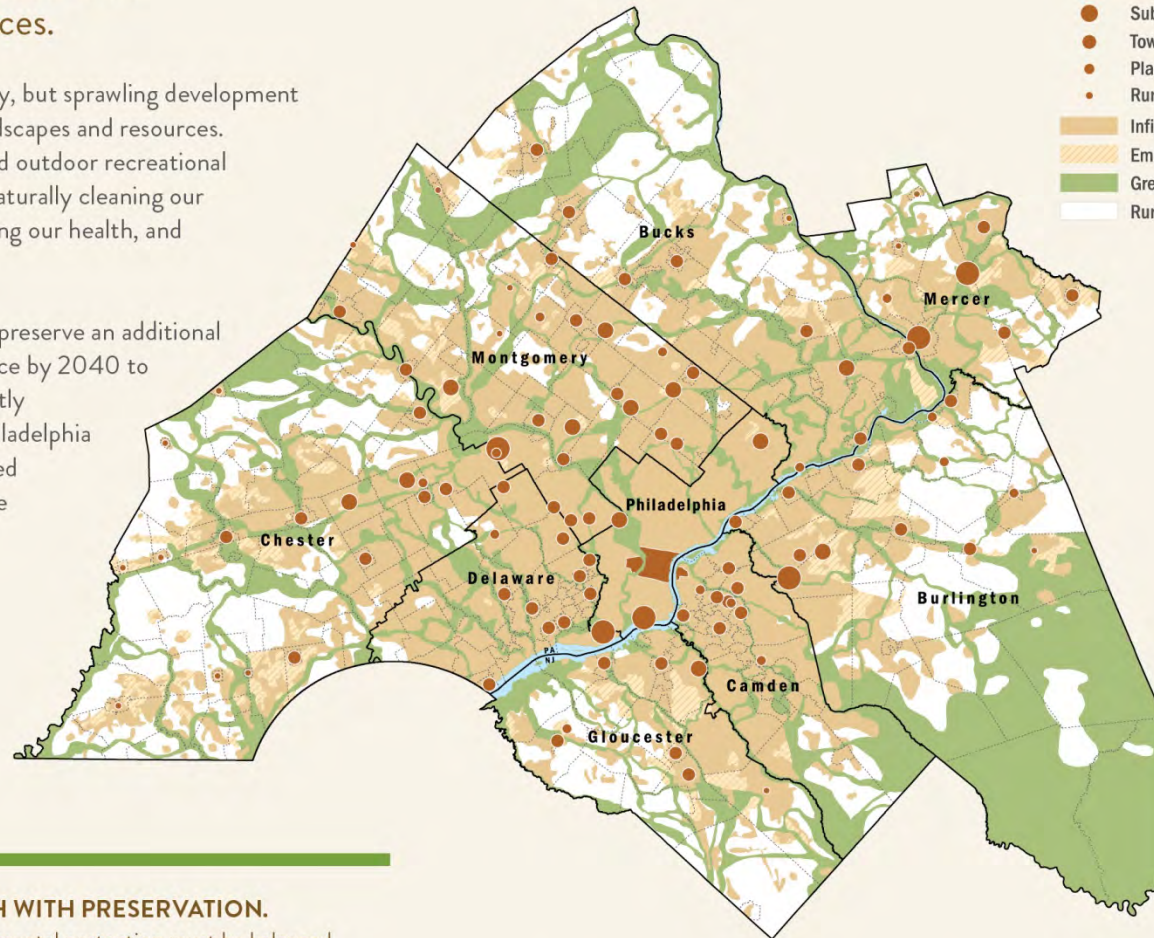 ces.
y, but sprawling development
dscapes and resources.
d outdoor recreational
aturally cleaning our
ng our health, and
preserve an additional
ce by 2040 to
tly
iladelphia
ed
e
H WITH PRESERVATION.
Sub
Tow
Pla
Rur
Infi
Em
Gre
Rur
Bucks
Mercer
Montgomery
Philadelphia
Chester
Delaware
Burlington
PA
NJ
Camden
Gloucester